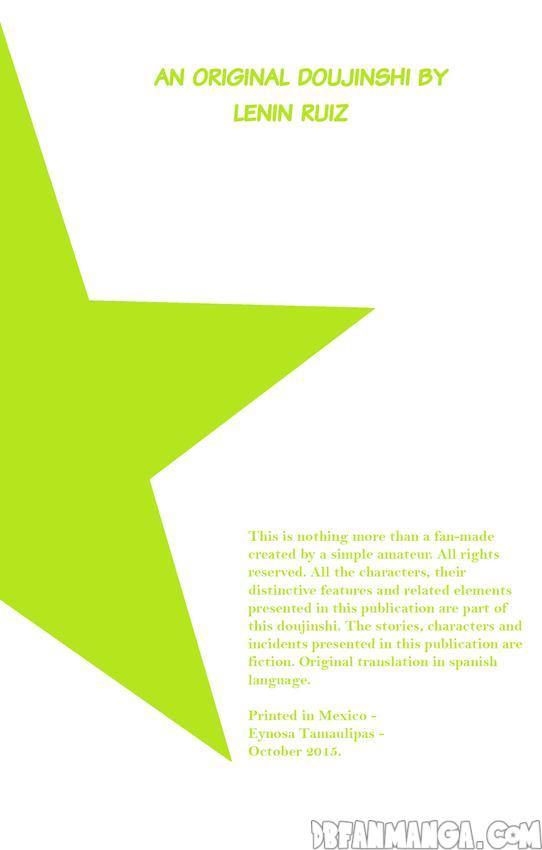 AN ORIGINAL DOUJINSHI BY
LENIN RUIZ
This is nothing more than a fan-made
created by a simple amateur. All rights
reserved. All the characters, their
distinctive features and related elements
presented in this publication are part of
this doujinshi. The stories, characters and
incidents presented in this publication are
fiction. Original translation in spanish
language.
Printed in Mexico -
Eynosa Tamaulipas -
October 2015.
DBFANMANGA.COM